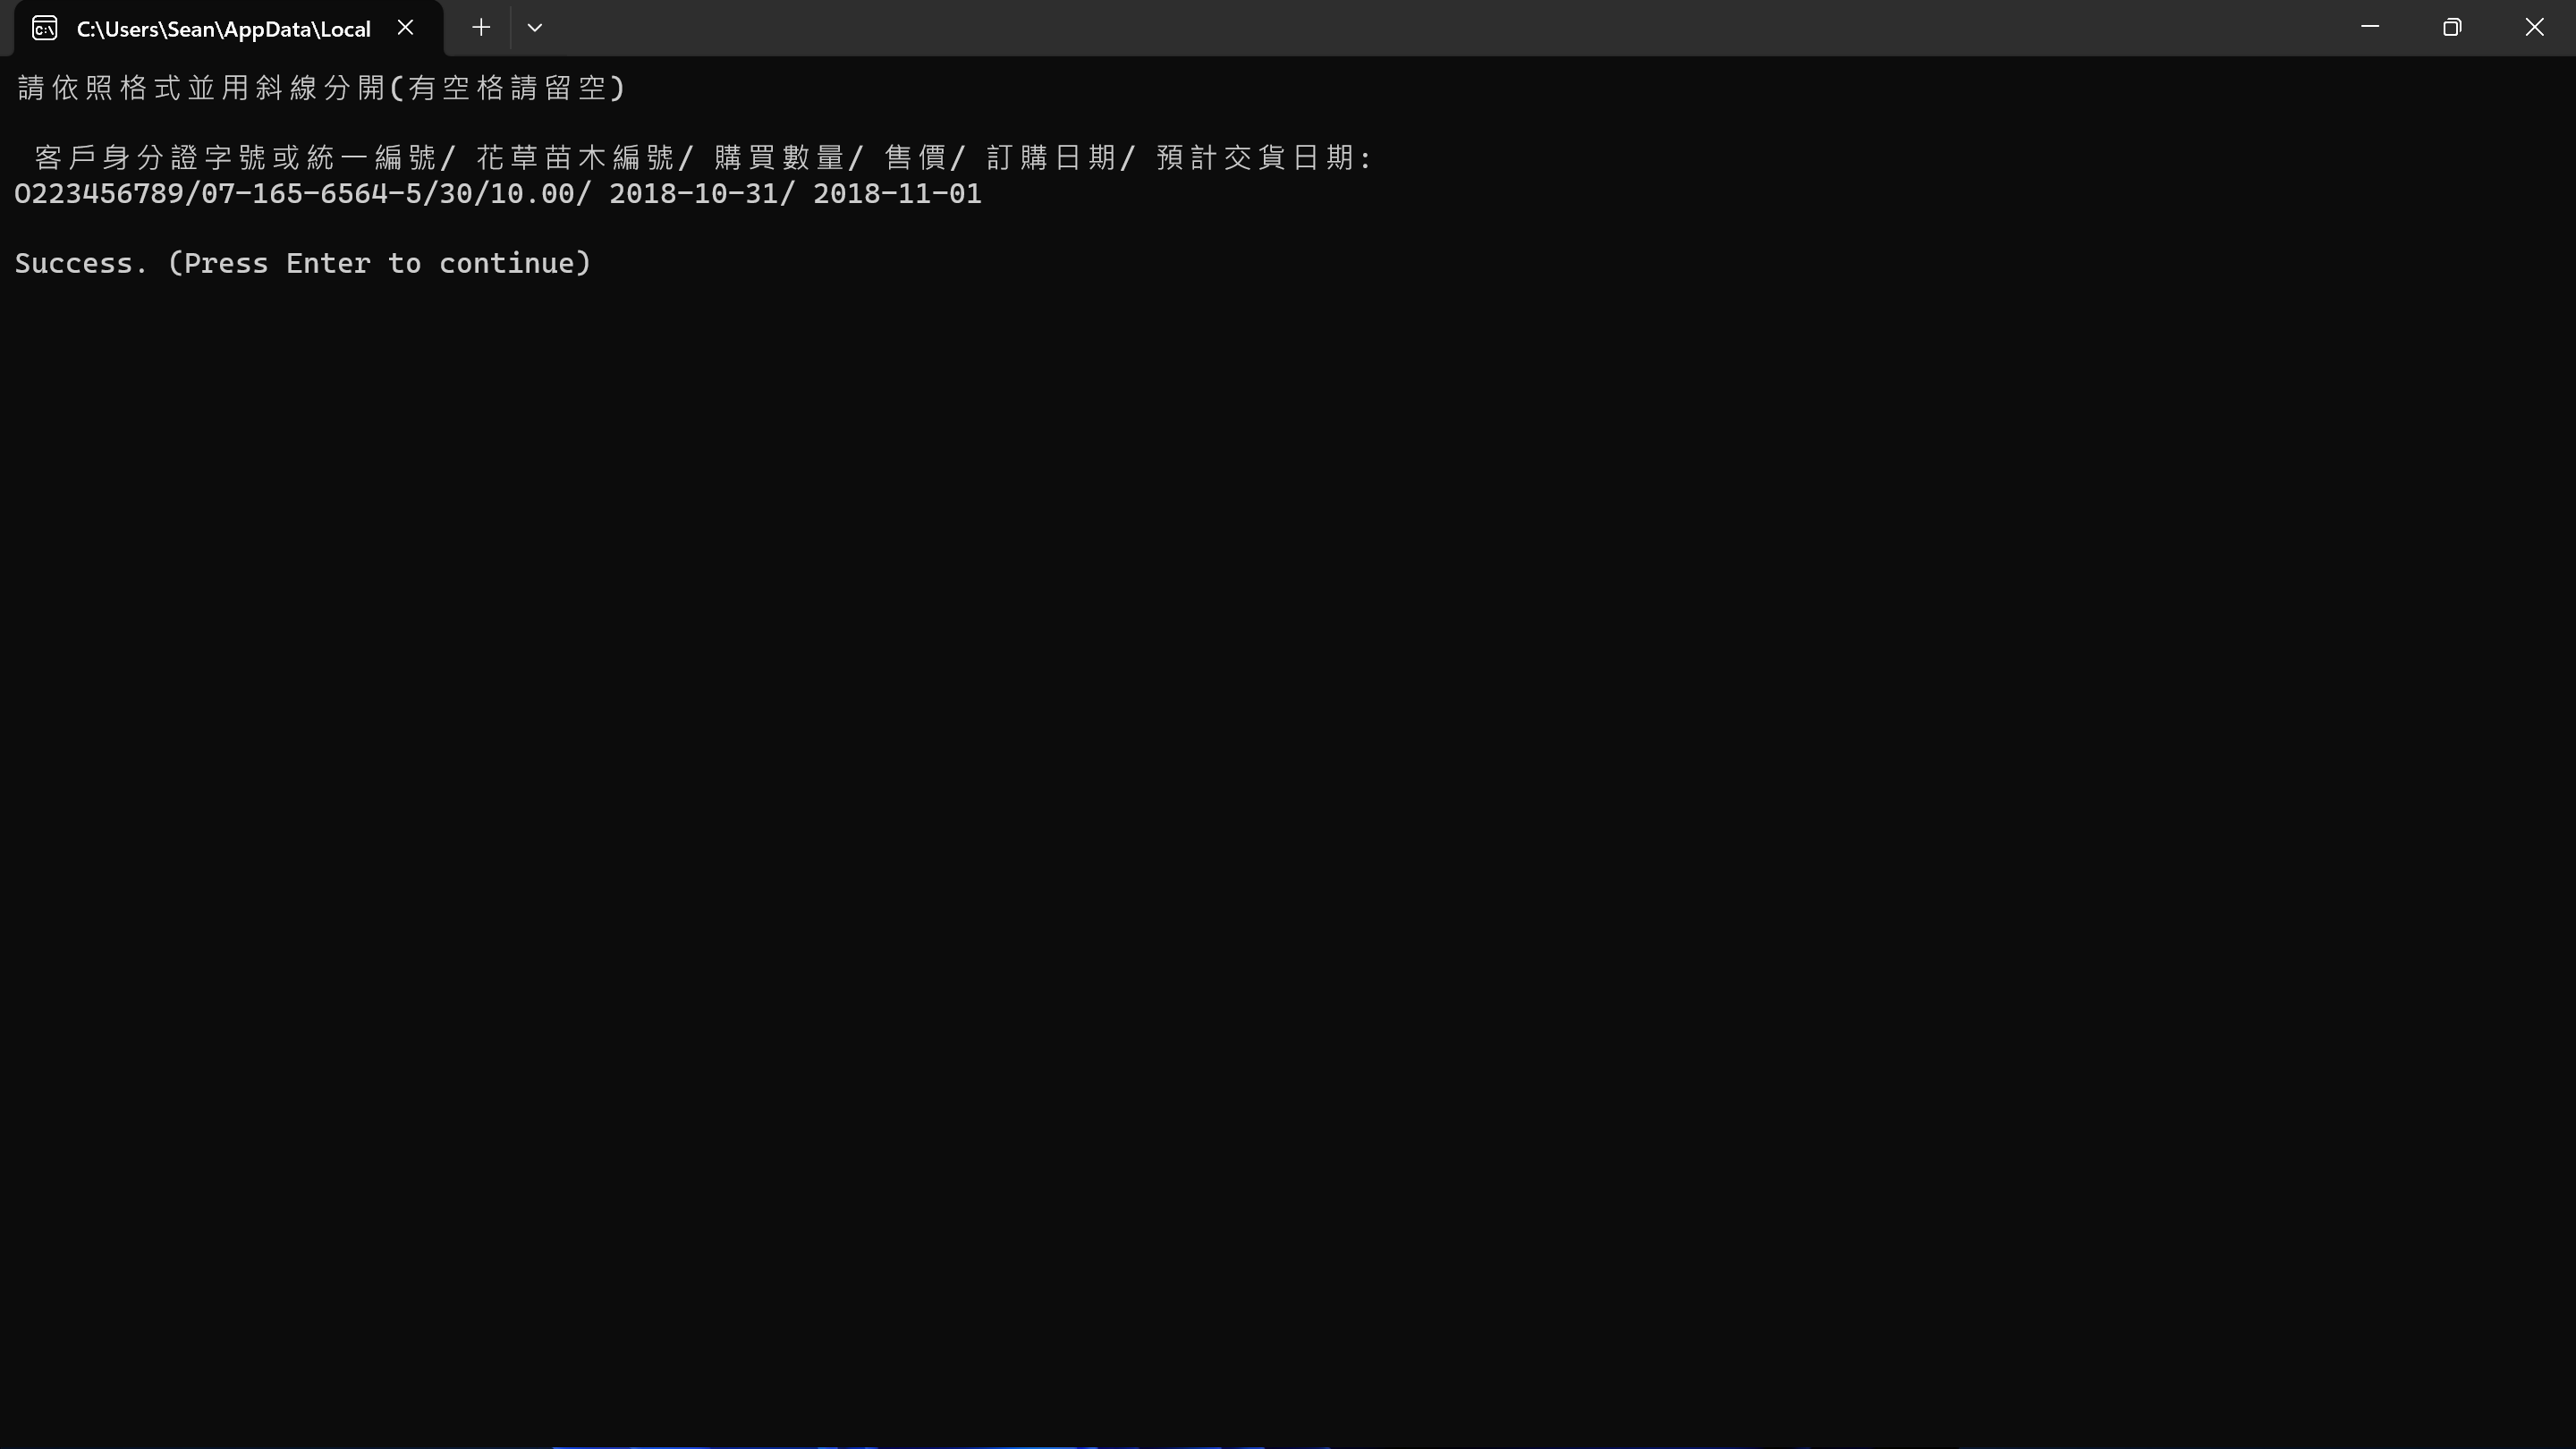 C:\Users\Sean\AppData\Local
請依照格式並用斜線分開(有空格請留空)
客戶身分證字號或統一編號/ 花草苗木編號/ 購買數量/ 售價/ 訂購日期/ 預計交貨日期:
O223456789/07-165-6564-5/30/10.00/ 2018-10-31/ 2018-11-01
Success. (Press Enter to continue)